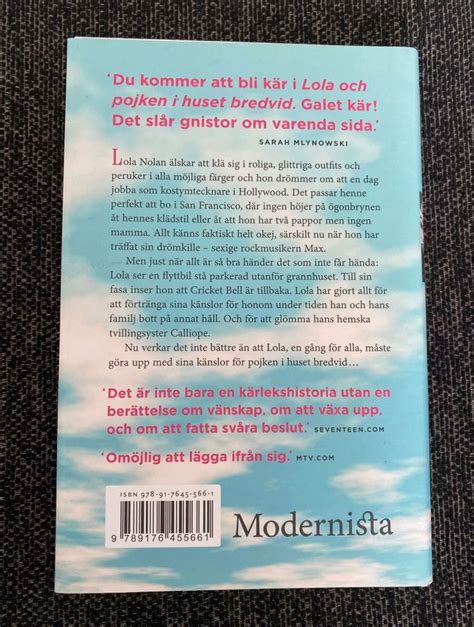 ‘Du kommer att bli kär i Lola och
pojken i huset bredvid. Galet kär!
Det slår gnistor om varenda sida.’
SARAH MLYNOWSKI
Lola Nolan älskar att klä sig i roliga, glittriga outfits och
peruker i alla möjliga färger och hon drömmer om att en dag
jobba som kostymtecknare i Hollywood. Det passar henne
perfekt att bo i San Francisco, där ingen höjer på ögonbrynen
åt hennes klädstil eller åt att hon har två pappor men ingen
mamma. Allt känns faktiskt helt okej, särskilt nu när hon har
träffat sin drömkille – sexige rockmusikern Max.
Men just när allt är så bra händer det som inte får hända:
Lola ser en flyttbil stå parkerad utanför grannhuset. Till sin
fasa inser hon att Cricket Bell är tillbaka. Lola har gjort allt för
att förtränga sina känslor för honom under tiden han och hans
familj bott på annat håll. Och för att glömma hans hemska
tvillingsyster Calliope.
Nu verkar det inte bättre än att Lola, en gång för alla, måste
göra upp med sina känslor för pojken i huset bredvid…
‘Det är inte bara en kärlekshistoria utan en
berättelse om vänskap, om att växa upp,
och om att fatta svåra beslut.’ SEVENTEEN.COM
‘Omöjlig att lägga ifrån sig.’ MTV.COM
ISBN 978-91-7645-566-1
9 789176 455661
Modernista